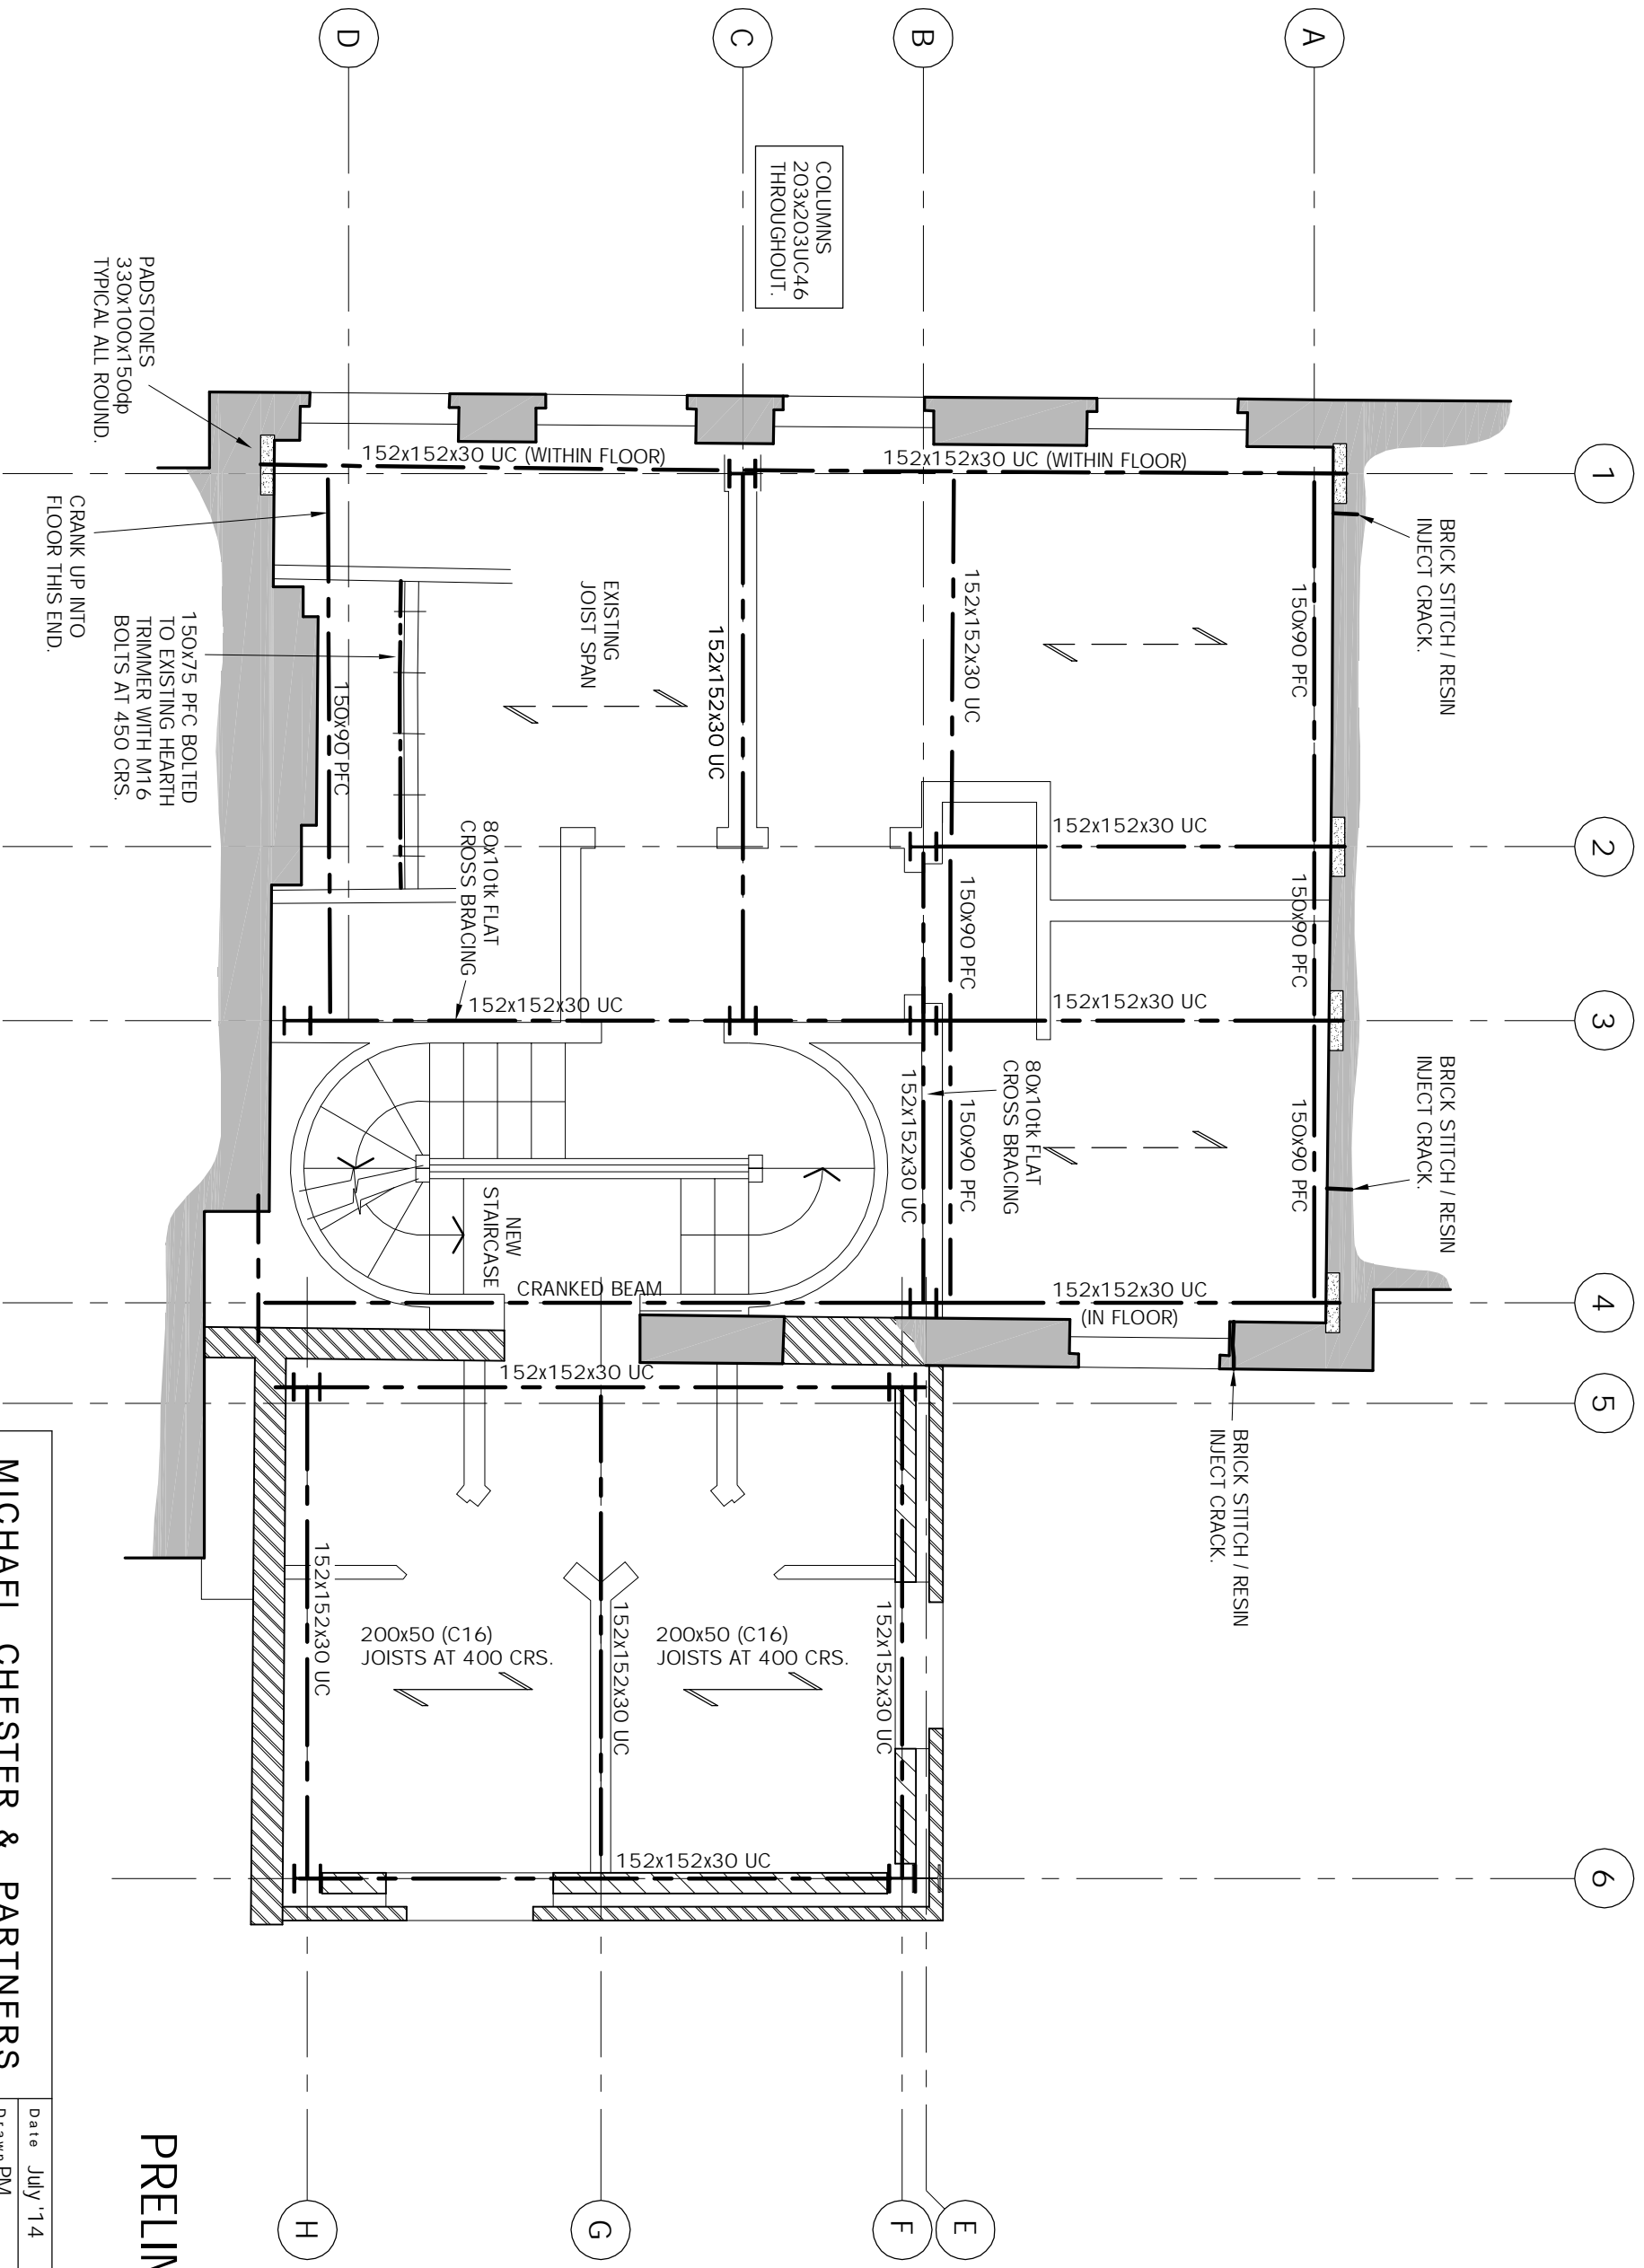 A
B
C
D
1
2
3
4
5
6
E
F
G
H
COLUMNS
203x203UC46
THROUGHOUT.
BRICK STITCH / RESIN
INJECT CRACK.
BRICK STITCH / RESIN
INJECT CRACK.
BRICK STITCH / RESIN
INJECT CRACK.
152x152x30 UC (WITHIN FLOOR)
152x152x30 UC (WITHIN FLOOR)
150x90 PFC
150x90 PFC
150x90 PFC
152x152x30 UC
152x152x30 UC
152x152x30 UC
152x152x30 UC
(IN FLOOR)
150x90 PFC
150x90 PFC
80x10tk FLAT
CROSS BRACING
152x152x30 UC
152x152x30 UC
EXISTING
JOIST SPAN
80x10tk FLAT
CROSS BRACING
152x152x30 UC
150x90 PFC
PADSTONES
330x100x150dp
TYPICAL ALL ROUND.
CRANK UP INTO
FLOOR THIS END.
150x75 PFC BOLTED
TO EXISTING HEARTH
TRIMMER WITH M16
BOLTS AT 450 CRS.
NEW
STAIRCASE
CRANKED BEAM
152x152x30 UC
152x152x30 UC
152x152x30 UC
152x152x30 UC
152x152x30 UC
200x50 (C16)
JOISTS AT 400 CRS.
200x50 (C16)
JOISTS AT 400 CRS.
PRELIM
MICHAEL CHESTER & PARTNERS
Date July '14
Drawn PM